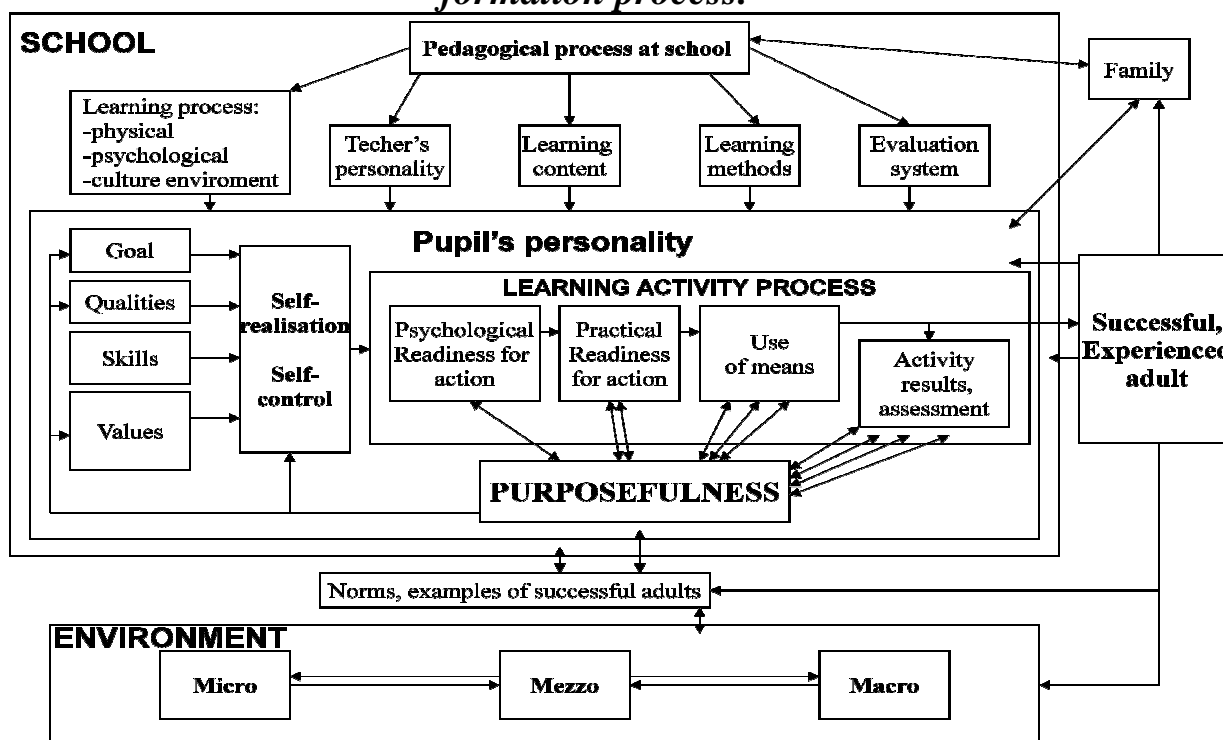 formation process.
SCHOOL
Pedagogical process at school
Family
Learning process:
-physical
-psychological
-culture enviroment
Techer's
personality
Learning
content
Learning
methods
Evaluation
system
Pupil's personality
Goal
Qualities
Skills
Values
Self-
realisation
Self-
control
LEARNING ACTIVITY PROCESS
Psychological
Readiness for
action
Practical
Readiness
for action
Use
of means
Activity
results,
assessment
Successful,
Experienced
adult
PURPOSEFULNESS
Norms, examples of successful adults
ENVIRONMENT
Micro
Mezzo
Macro